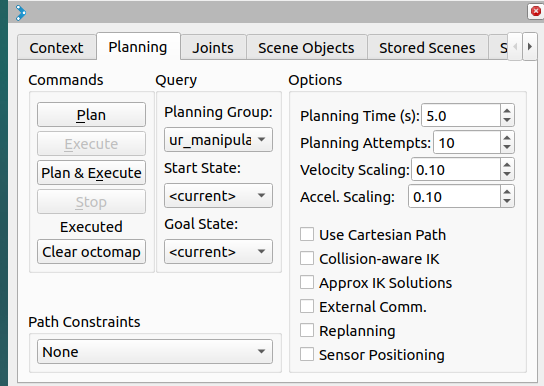 Context Planning Joints Scene Objects Stored Scenes S
Commands Query Options
Plan
Execute
Plan & Execute
Stop
Executed
Clear octomap
Planning Group:
ur_manipula
Start State:
<current>
Goal State:
<current>
Planning Time (s): 5.0
Planning Attempts: 10
Velocity Scaling: 0.10
Accel. Scaling: 0.10
Use Cartesian Path
Collision-aware IK
Approx IK Solutions
External Comm.
Replanning
Sensor Positioning
Path Constraints
None